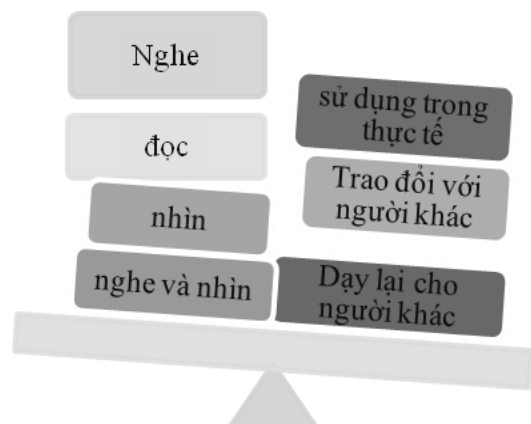 Nghe
đọc
nhìn
nghe và nhìn
sử dụng trong
thực tế
Trao đổi với
người khác
Dạy lại cho
người khác